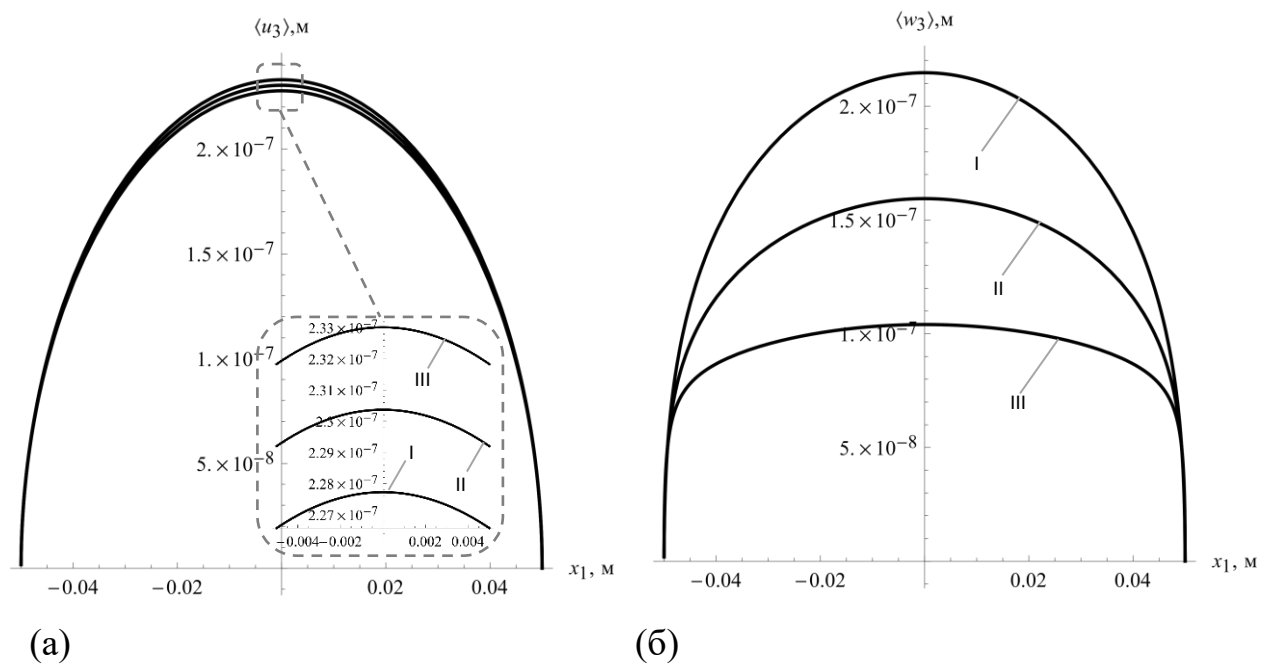 ⟨u3⟩,м
2.×10⁻⁷
1.5×10⁻⁷
1.×10⁻⁷
5.×10⁻⁸
2.33×10⁻⁷
2.32×10⁻⁷
2.31×10⁻⁷
2.3×10⁻⁷
2.29×10⁻⁷
2.28×10⁻⁷
2.27×10⁻⁷
III
I
II
−0.004 −0.002 0.002 0.004
−0.04 −0.02 0.02 0.04
x1, м
(а)
⟨w3⟩,м
2.×10⁻⁷
1.5×10⁻⁷
1.×10⁻⁷
5.×10⁻⁸
I
II
III
−0.04 −0.02 0.02 0.04
x1, м
(б)